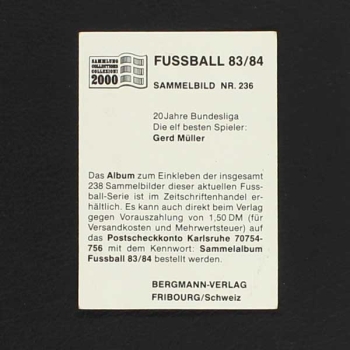 SAMMLUNG
COLLECTIONS
COLLEZIONI
2000
FUSSBALL 83/84
SAMMELBILD NR. 236
20 Jahre Bundesliga
Die elf besten Spieler:
Gerd Müller
Das Album zum Einkleben der insgesamt
238 Sammelbilder dieser aktuellen Fuss-
ball-Serie ist im Zeitschriftenhandel er-
hältlich. Es kann auch direkt beim Verlag
gegen Vorauszahlung von 1,50 DM (für
Versandkosten und Mehrwertsteuer) auf
das Postscheckkonto Karlsruhe 70754-
756 mit dem Kennwort: Sammelalbum
Fussball 83/84 bestellt werden.
BERGMANN-VERLAG
FRIBOURG/Schweiz